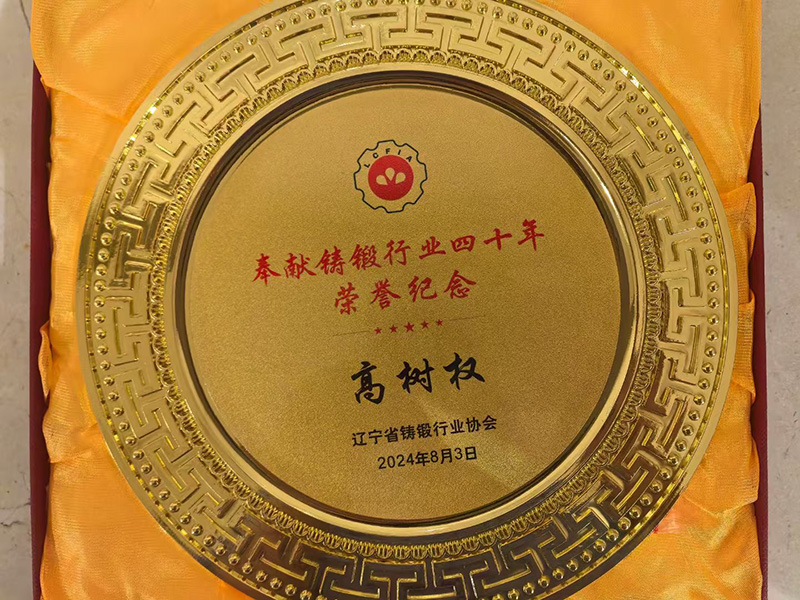 LCFIA
奉献铸锻行业四十年
荣誉纪念
高树权
辽宁省铸锻行业协会
2024年8月3日